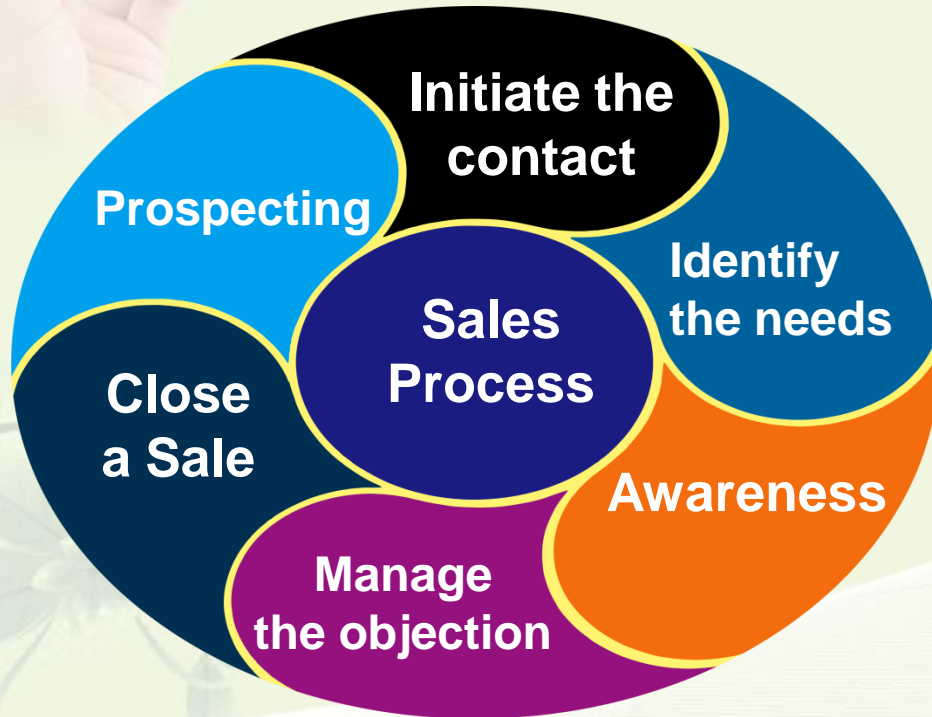 Initiate the
contact
Prospecting
Identify
the needs
Sales
Process
Close
a Sale
Awareness
Manage
the objection